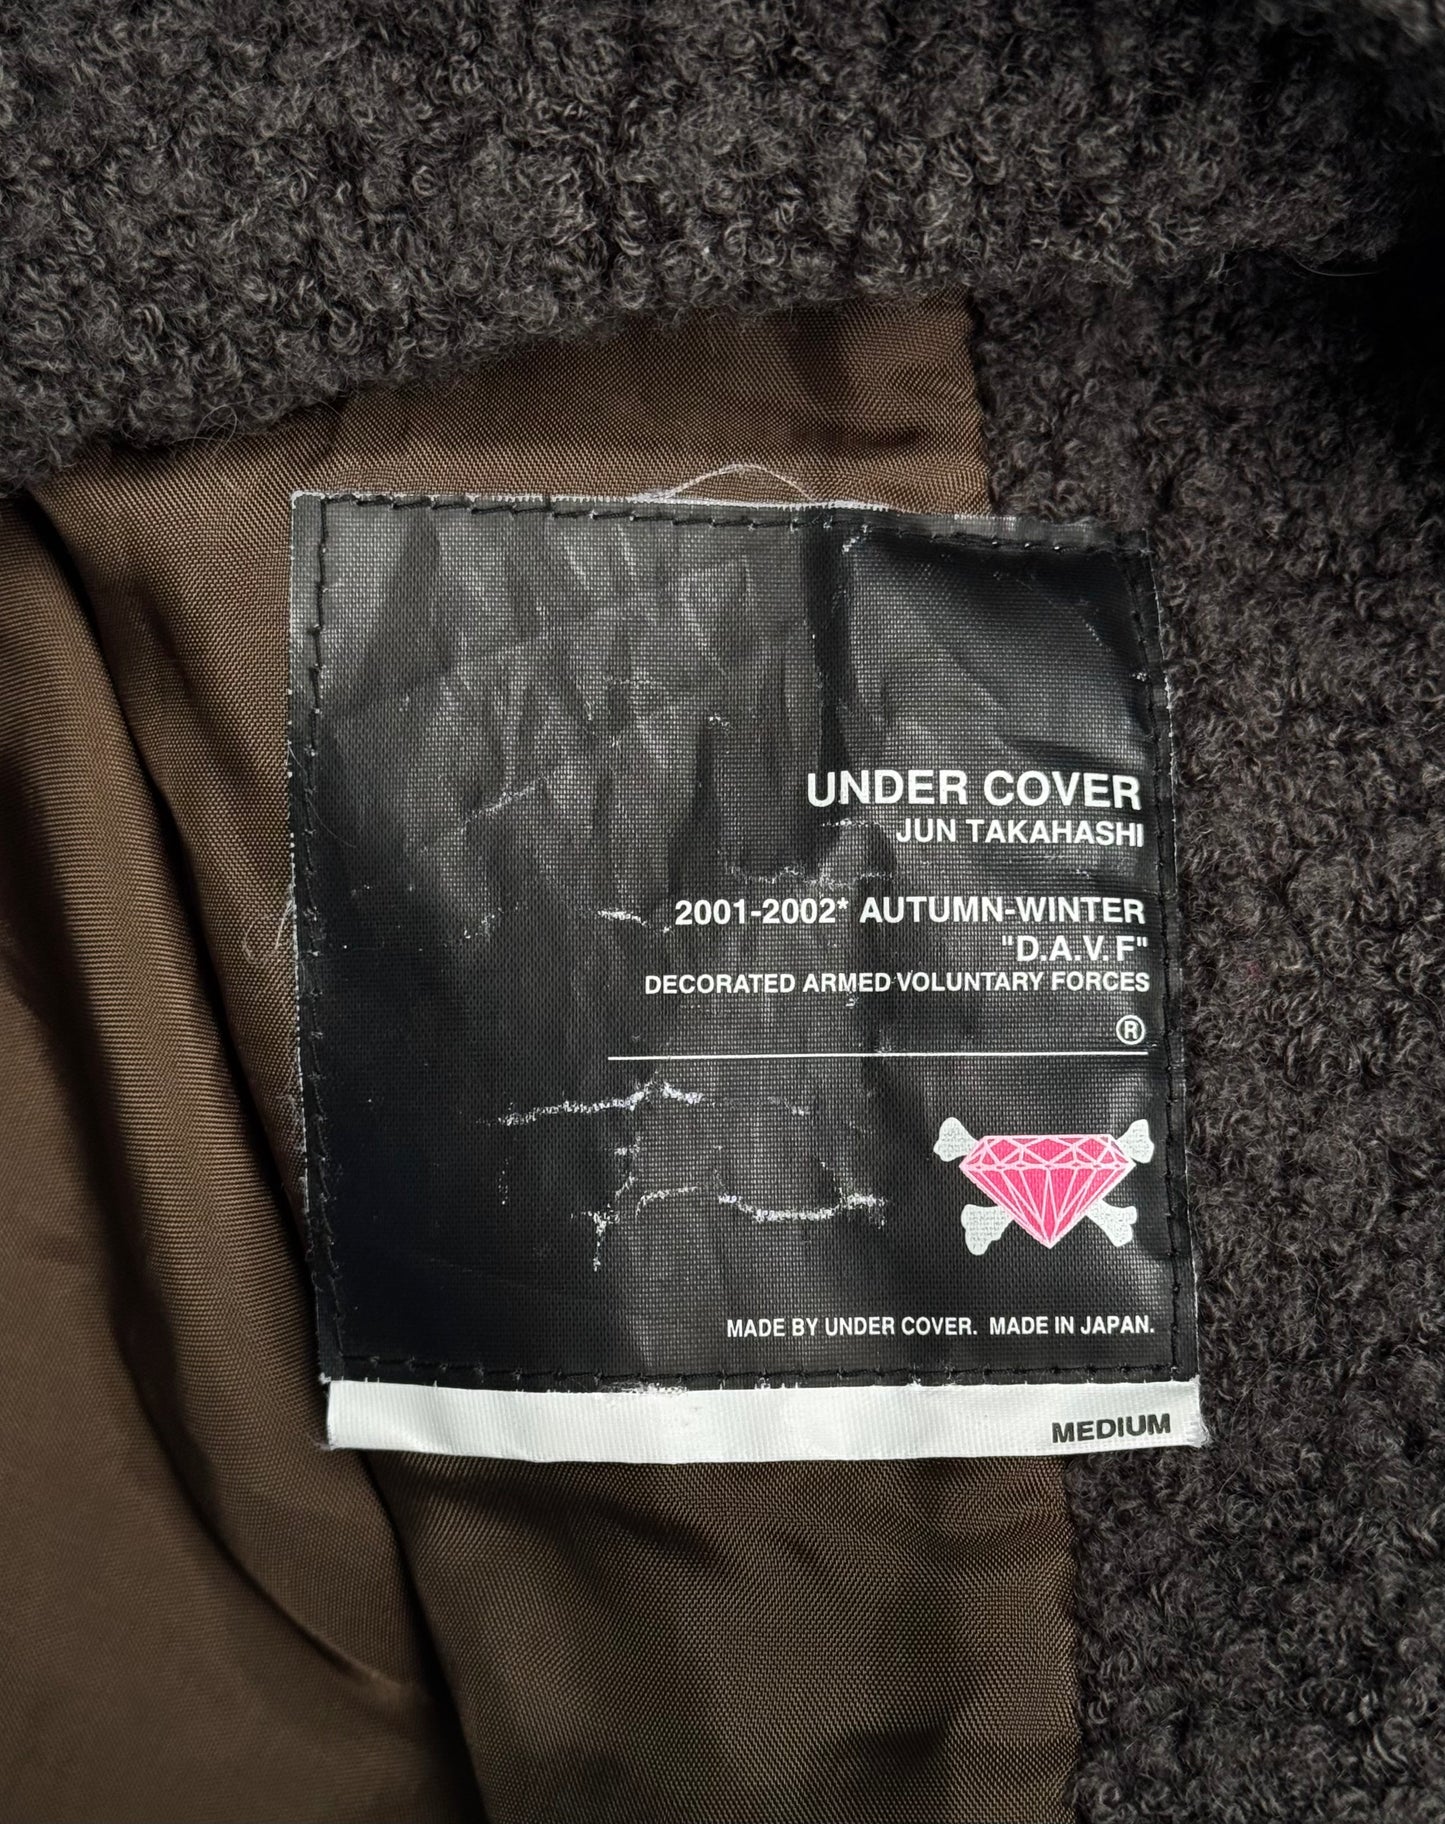 UNDER COVER
JUN TAKAHASHI
2001-2002* AUTUMN-WINTER
"D.A.V. F"
DECORATED ARMED VOLUNTARY FORCES
®
MADE BY UNDER COVER. MADE IN JAPAN.
MEDIUM